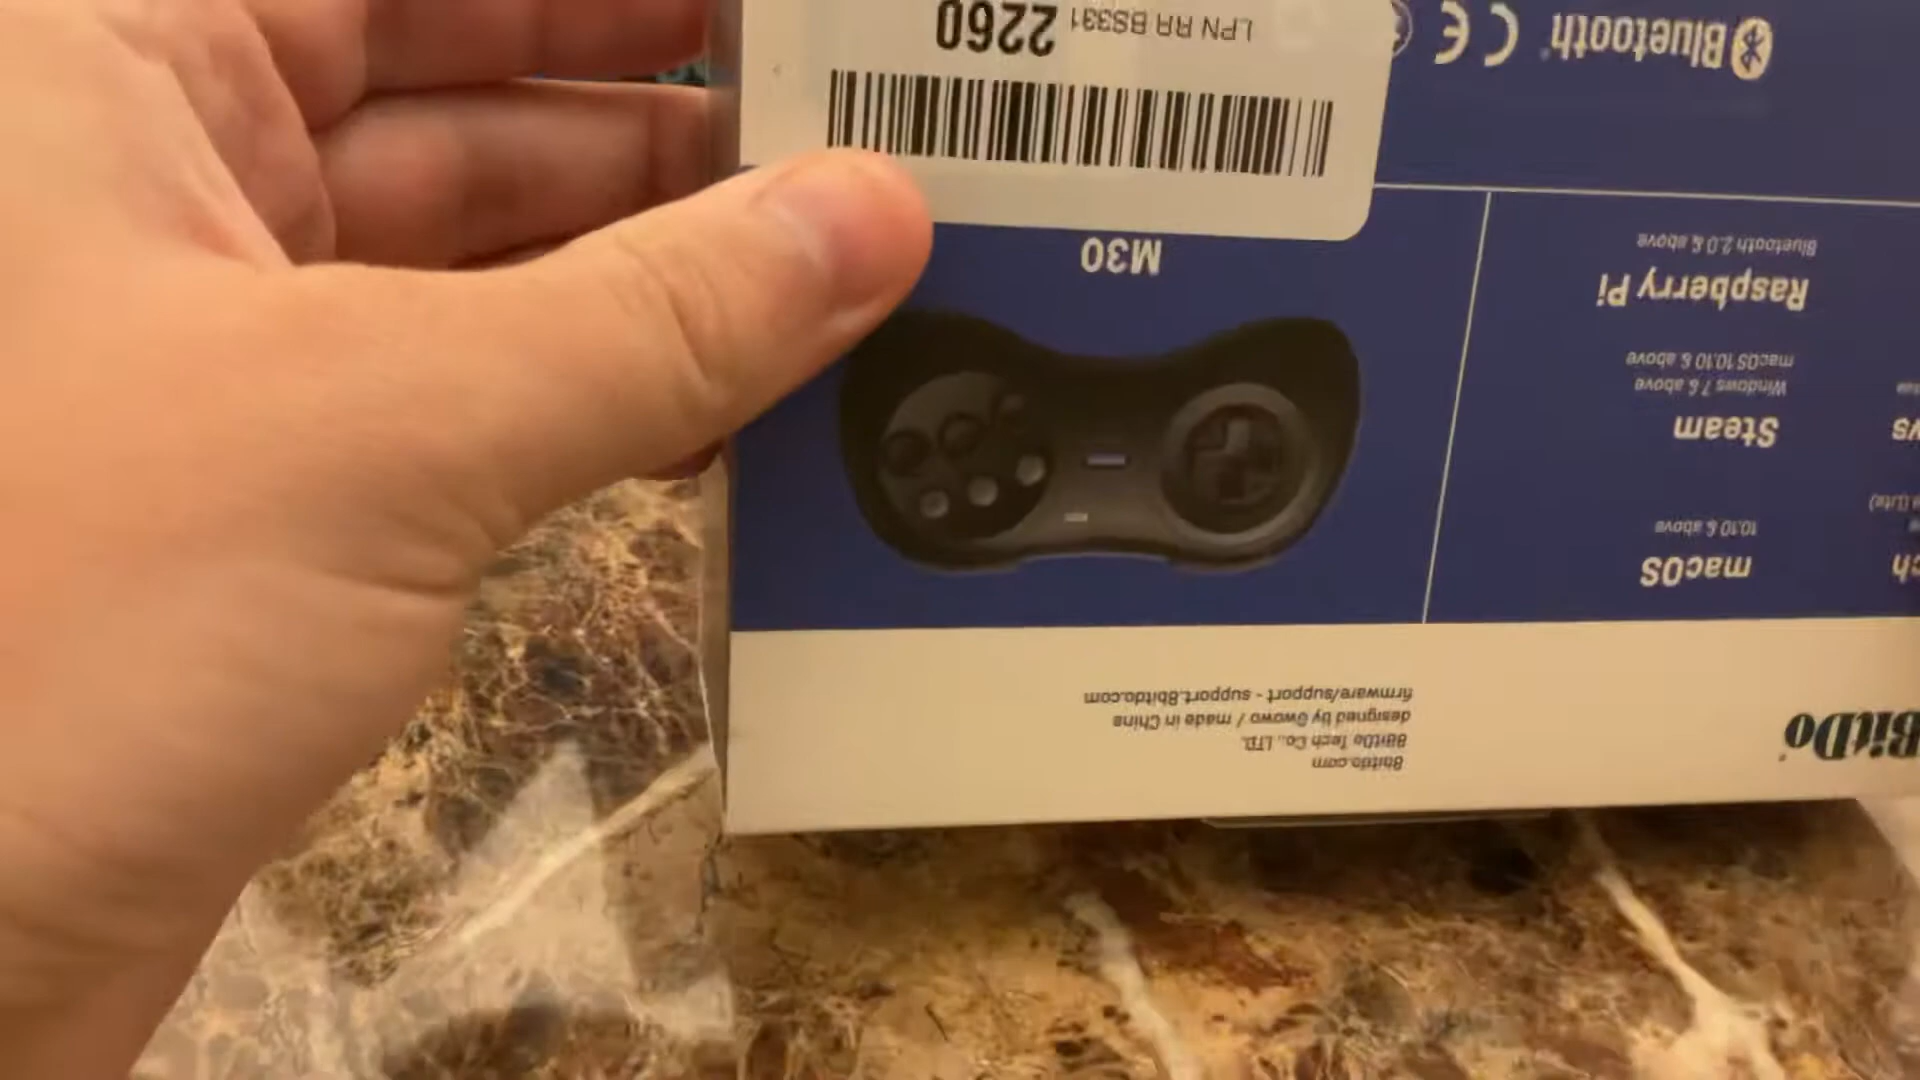 8bitdo.com
8BitDo Tech Co., LTD.
designed by Gwowo / made in China
firmware/support - support.8bitdo.com
BitDo
macOS
10.10 & above
Steam
Windows 7 & above
macOS 10.10 & above
Raspberry Pi
Bluetooth 2.0 & above
M30
Bluetooth
CE
LPN RR BS331
2260